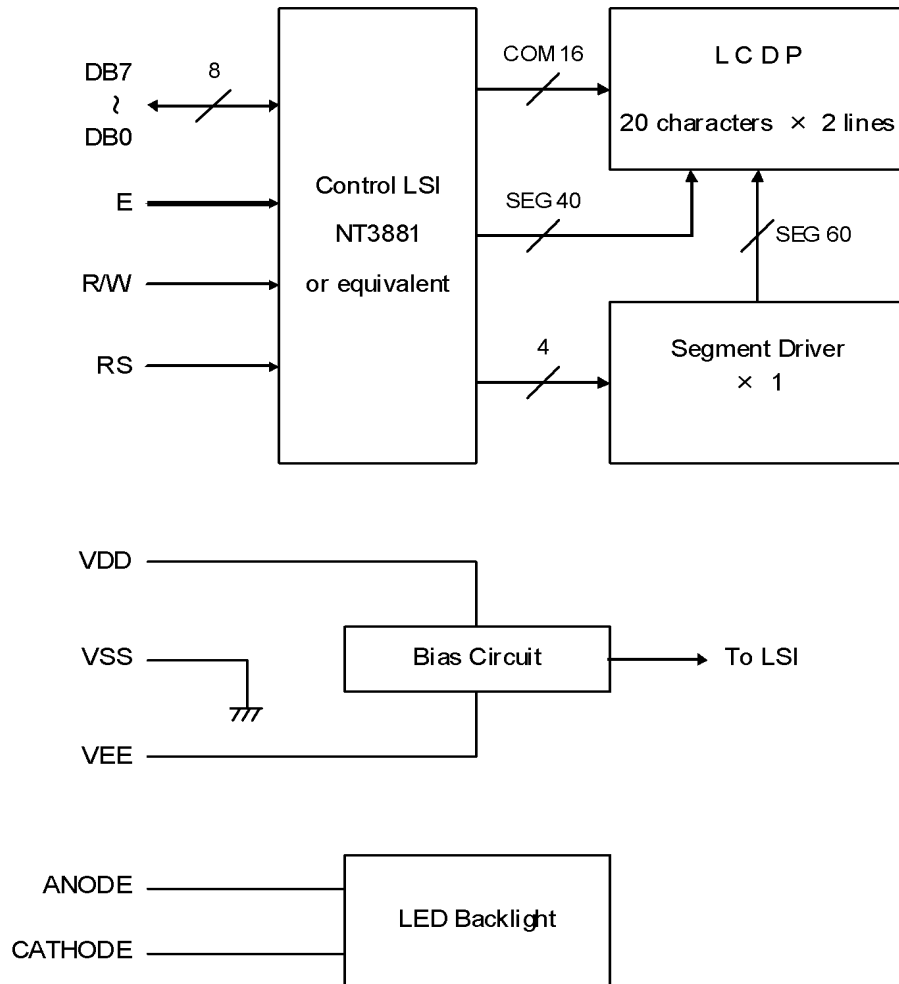 DB7
~
DB0
8
E
R/W
RS
Control LSI
NT3881
or equivalent
COM 16
SEG 40
4
L C D P
20 characters × 2 lines
SEG 60
Segment Driver
× 1
VDD
VSS
VEE
Bias Circuit
To LSI
ANODE
CATHODE
LED Backlight